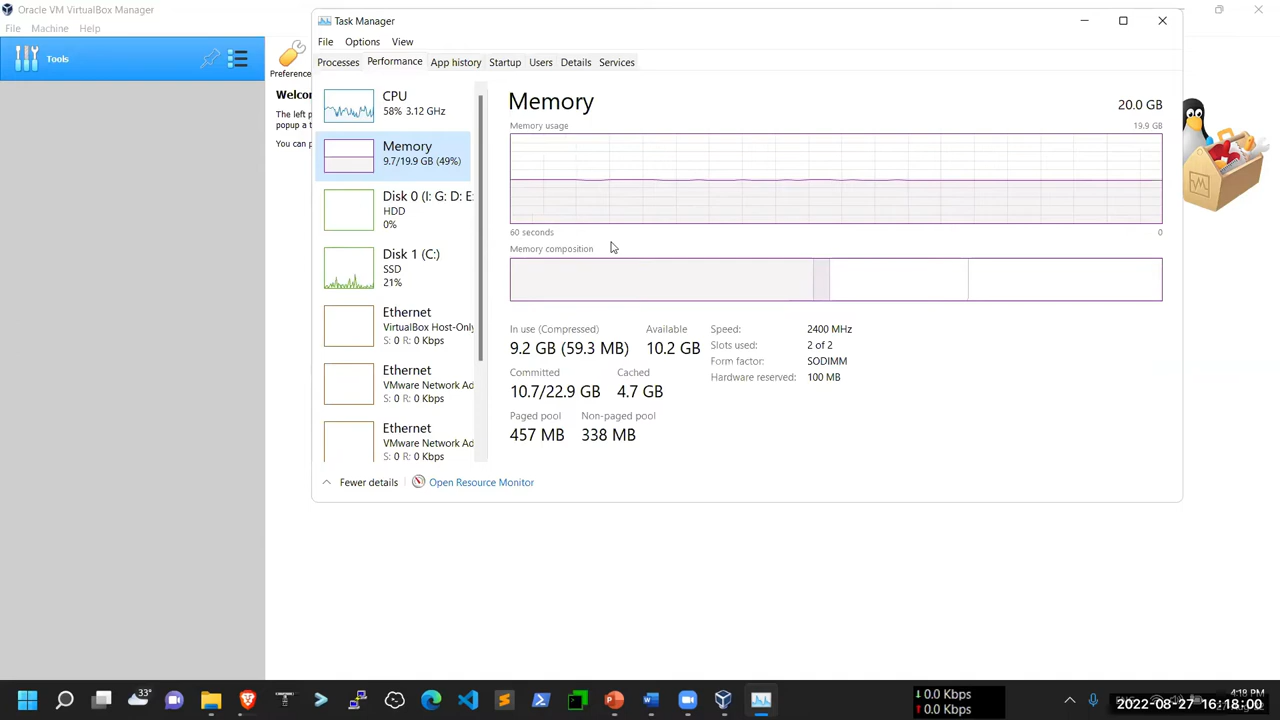 Oracle VM VirtualBox Manager
File Machine Help
Tools
Preference
Welco
The left p
popup a t
You can p
Task Manager
File Options View
Processes Performance App history Startup Users Details Services
CPU
58% 3.12 GHz
Memory
9.7/19.9 GB (49%)
Disk 0 (I: G: D: E:
HDD
0%
Disk 1 (C:)
SSD
21%
Ethernet
VirtualBox Host-Only
S: 0 R: 0 Kbps
Ethernet
VMware Network Ad
S: 0 R: 0 Kbps
Ethernet
VMware Network Ad
S: 0 R: 0 Kbps
Memory 20.0 GB
Memory usage 19.9 GB
60 seconds 0
Memory composition
In use (Compressed) Available
9.2 GB (59.3 MB) 10.2 GB
Committed Cached
10.7/22.9 GB 4.7 GB
Paged pool Non-paged pool
457 MB 338 MB
Speed: 2400 MHz
Slots used: 2 of 2
Form factor: SODIMM
Hardware reserved: 100 MB
Fewer details Open Resource Monitor
33°
↓ 0.0 Kbps
↑ 0.0 Kbps
4:18 PM
2022-08-27 16:18:00